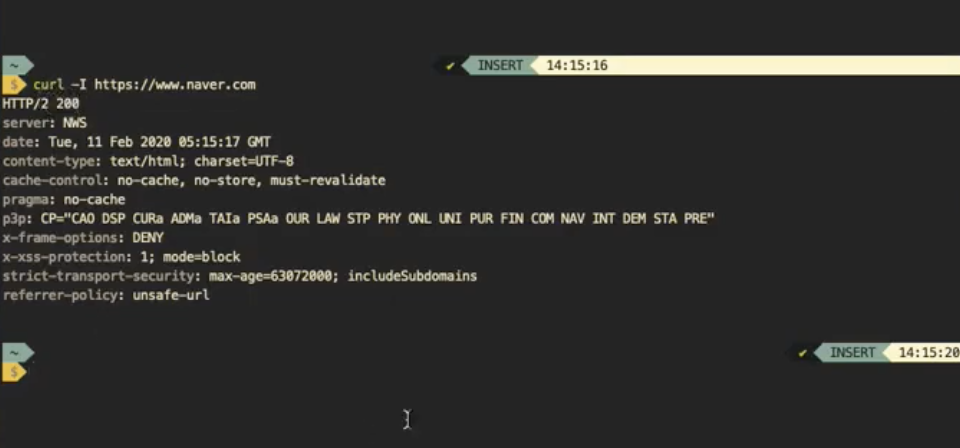 ~ ✔ INSERT 14:15:16
$ curl -I https://www.naver.com
HTTP/2 200
server: NWS
date: Tue, 11 Feb 2020 05:15:17 GMT
content-type: text/html; charset=UTF-8
cache-control: no-cache, no-store, must-revalidate
pragma: no-cache
p3p: CP="CAO DSP CURa ADMa TAIa PSAa OUR LAW STP PHY ONL UNI PUR FIN COM NAV INT DEM STA PRE"
x-frame-options: DENY
x-xss-protection: 1; mode=block
strict-transport-security: max-age=63072000; includeSubdomains
referrer-policy: unsafe-url
~ ✔ INSERT 14:15:20
$